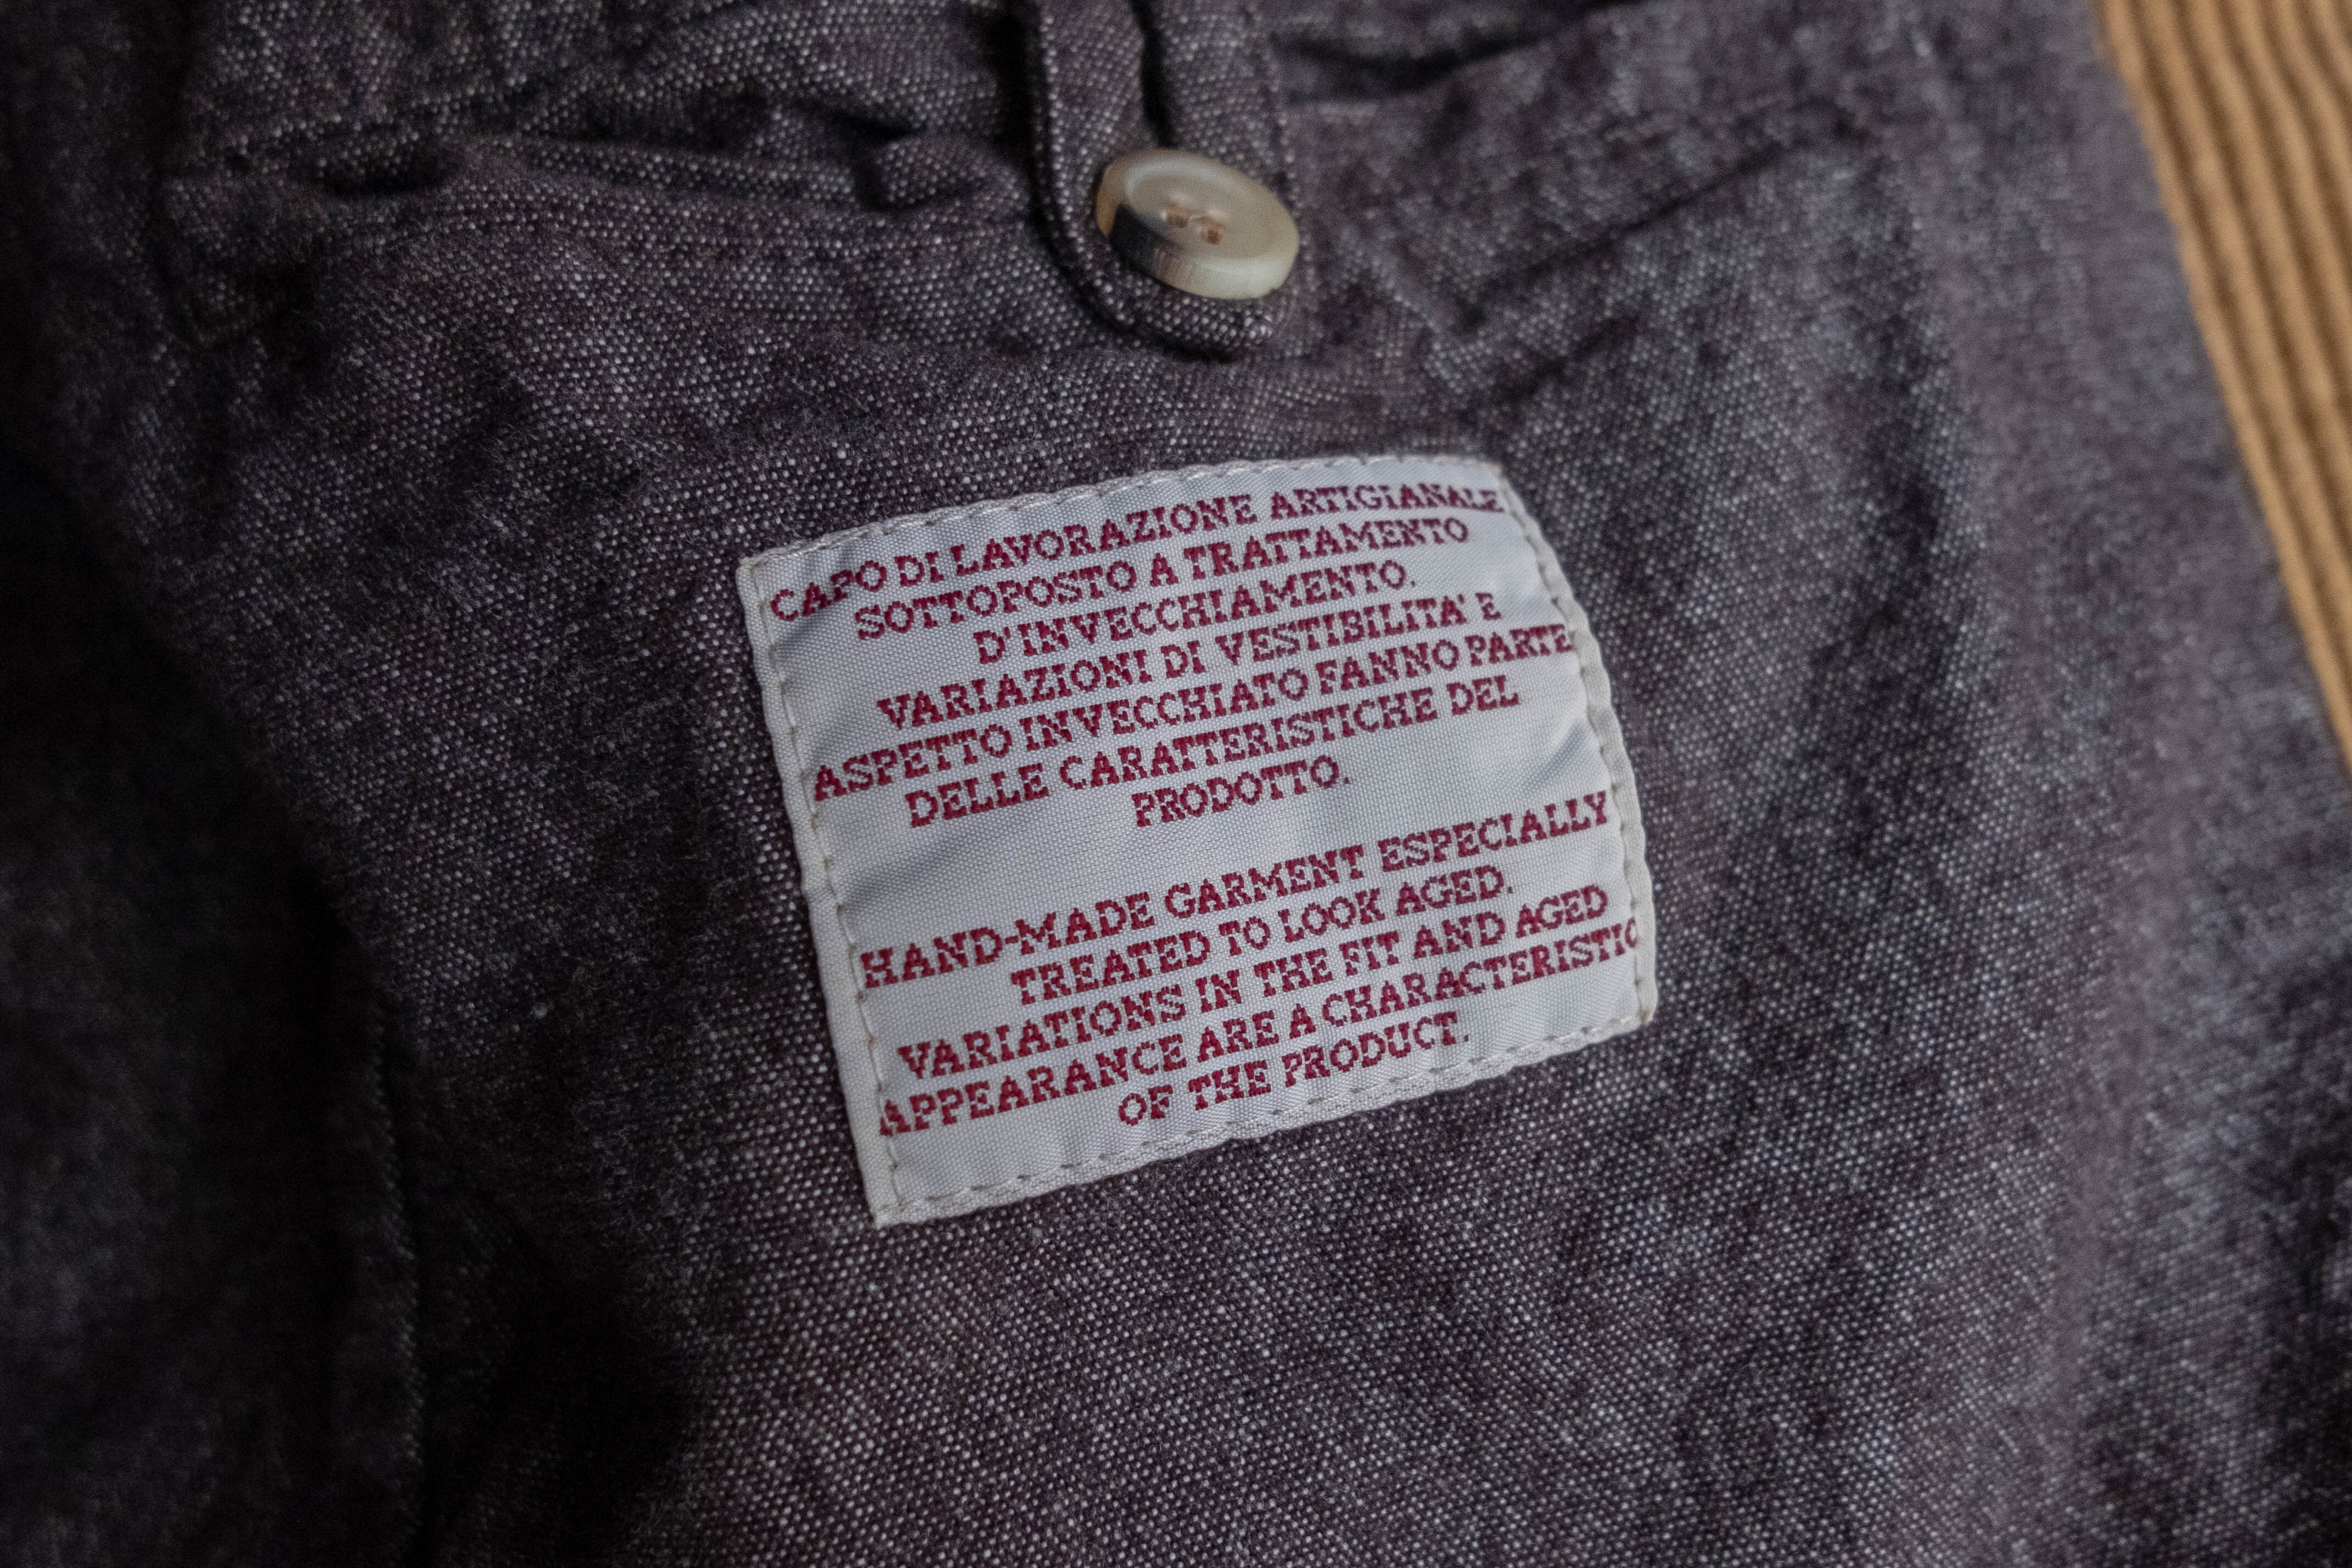 CAPO DI LAVORAZIONE ARTIGIANALE
SOTTOPOSTO A TRATTAMENTO
D'INVECCHIAMENTO.
VARIAZIONI DI VESTIBILITA' E
ASPETTO INVECCHIATO FANNO PARTE
DELLE CARATTERISTICHE DEL
PRODOTTO.
HAND-MADE GARMENT ESPECIALLY
TREATED TO LOOK AGED.
VARIATIONS IN THE FIT AND AGED
APPEARANCE ARE A CHARACTERISTIC
OF THE PRODUCT.